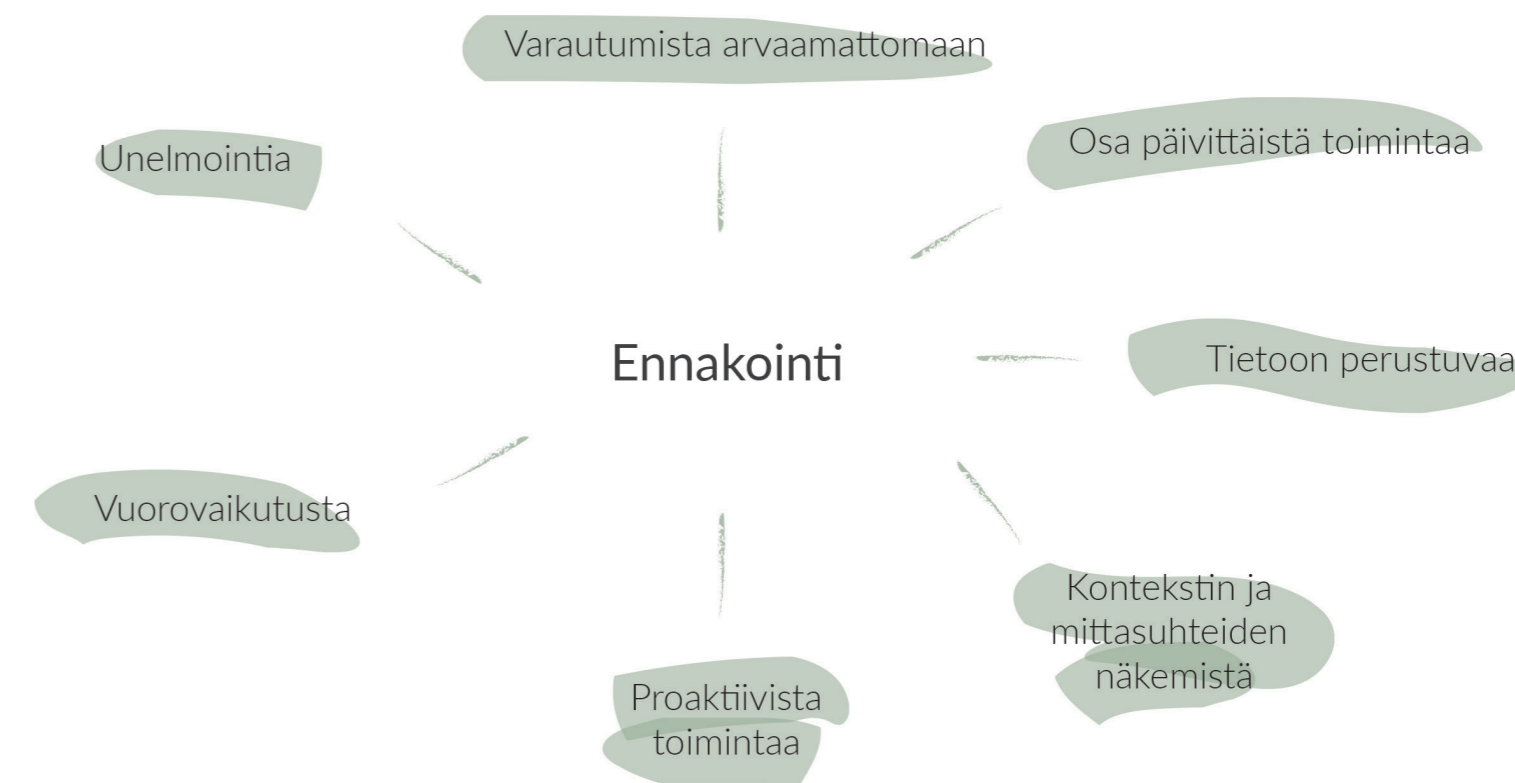 Varautumista arvaamattomaan
Osa päivittäistä toimintaa
Unelmointia
Ennakointi
Tietoon perustuvaa
Vuorovaikutusta
Kontekstin ja
mittasuhteiden
näkemistä
Proaktiivista
toimintaa